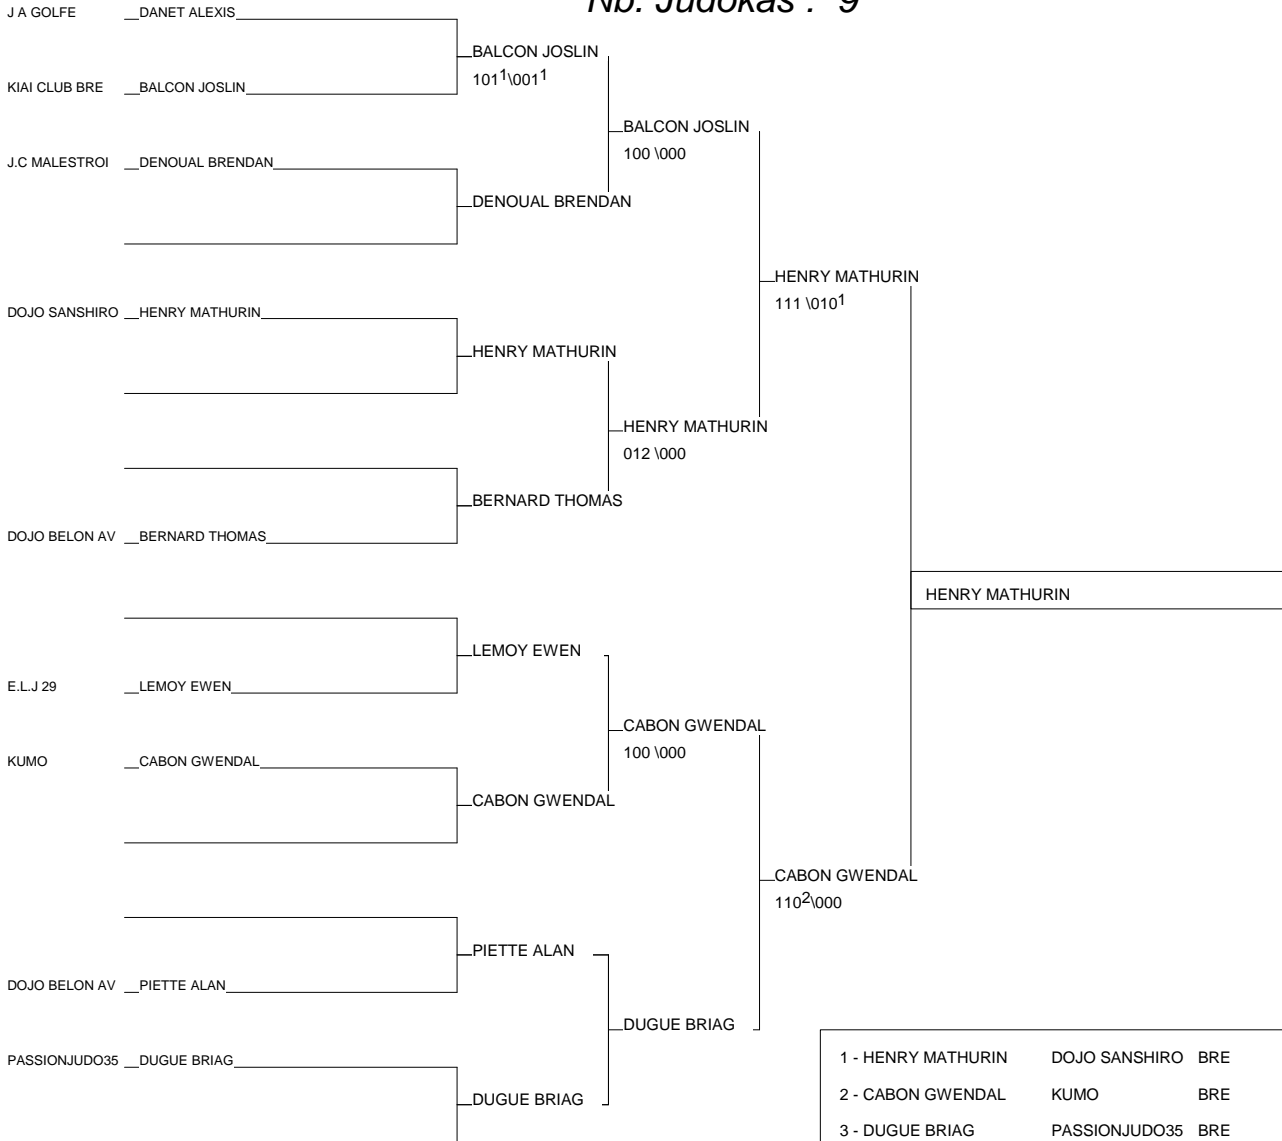 Nb. Judokas : 9
J A GOLFE DANET ALEXIS
BALCON JOSLIN
1011\0011
KIAI CLUB BRE BALCON JOSLIN
BALCON JOSLIN
100 \000
J.C MALESTROI DENOUAL BRENDAN
DENOUAL BRENDAN
HENRY MATHURIN
111 \0101
DOJO SANSHIRO HENRY MATHURIN
HENRY MATHURIN
HENRY MATHURIN
012 \000
BERNARD THOMAS
DOJO BELON AV BERNARD THOMAS
HENRY MATHURIN
LEMOY EWEN
E.L.J 29 LEMOY EWEN
CABON GWENDAL
100 \000
KUMO CABON GWENDAL
CABON GWENDAL
CABON GWENDAL
1102\000
PIETTE ALAN
DOJO BELON AV PIETTE ALAN
DUGUE BRIAG
PASSIONJUDO35 DUGUE BRIAG
DUGUE BRIAG
1 - HENRY MATHURIN DOJO SANSHIRO BRE
2 - CABON GWENDAL KUMO BRE
3 - DUGUE BRIAG PASSIONJUDO35 BRE